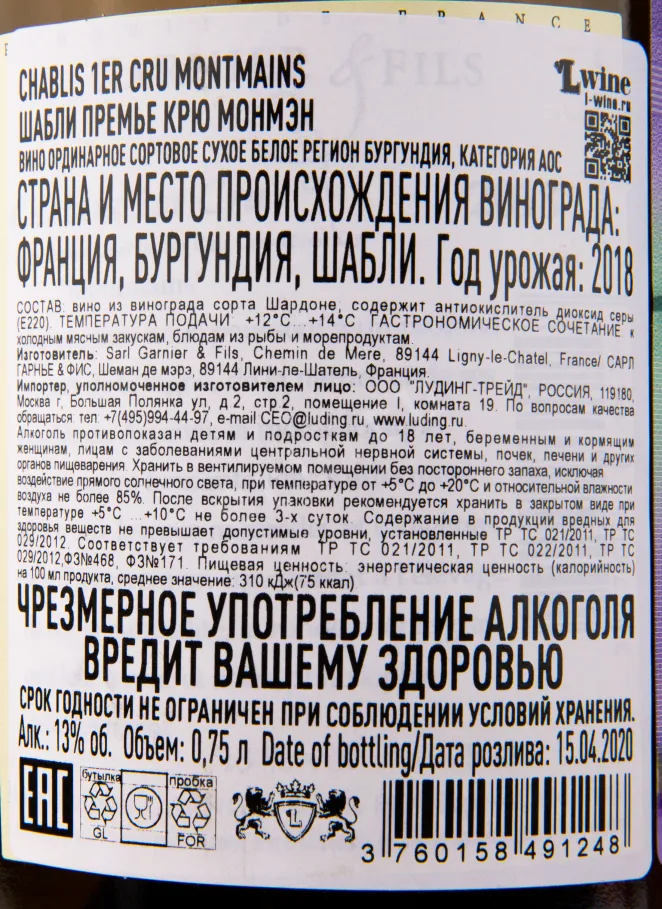 F R A N C E
& FILS
CHABLIS 1ER CRU MONTMAINS
Lwine
l-wine.ru
ШАБЛИ ПРЕМЬЕ КРЮ МОНМЭН
ВИНО ОРДИНАРНОЕ СОРТОВОЕ СУХОЕ БЕЛОЕ РЕГИОН БУРГУНДИЯ, КАТЕГОРИЯ АОС
СТРАНА И МЕСТО ПРОИСХОЖДЕНИЯ ВИНОГРАДА:
ФРАНЦИЯ, БУРГУНДИЯ, ШАБЛИ. Год урожая: 2018
СОСТАВ: вино из винограда сорта Шардоне, содержит антиокислитель диоксид серы
(Е220). ТЕМПЕРАТУРА ПОДАЧИ: +12°C...+14°C ГАСТРОНОМИЧЕСКОЕ СОЧЕТАНИЕ к
холодным мясным закускам, блюдам из рыбы и морепродуктам.
Изготовитель: Sarl Garnier & Fils, Chemin de Mere, 89144 Ligny-le-Chatel, France/ САРЛ
ГАРНЬЕ & ФИС, Шеман де мэрэ, 89144 Лини-ле-Шатель, Франция.
Импортер, уполномоченное изготовителем лицо: ООО "ЛУДИНГ-ТРЕЙД", РОССИЯ, 119180,
Москва г, Большая Полянка ул, д 2, стр 2, помещение I, комната 19. По вопросам качества
обращаться: тел. +7(495)994-44-97, e-mail CEO@luding.ru, www.luding.ru.
Алкоголь противопоказан детям и подросткам до 18 лет, беременным и кормящим
женщинам, лицам с заболеваниями центральной нервной системы, почек, печени и других
органов пищеварения. Хранить в вентилируемом помещении без постороннего запаха, исключая
воздействие прямого солнечного света, при температуре от +5°C до +20°C и относительной влажности
воздуха не более 85%. После вскрытия упаковки рекомендуется хранить в закрытом виде при
температуре +5°C ...+10°C не более 3-х суток. Содержание в продукции вредных для
здоровья веществ не превышает допустимые уровни, установленные ТР ТС 021/2011, ТР ТС
029/2012. Соответствует требованиям ТР ТС 021/2011, ТР ТС 022/2011, ТР ТС
029/2012,ФЗ№468, ФЗ№171. Пищевая ценность: энергетическая ценность (калорийность)
на 100 мл продукта, среднее значение: 310 кДж(75 ккал)
ЧРЕЗМЕРНОЕ УПОТРЕБЛЕНИЕ АЛКОГОЛЯ
ВРЕДИТ ВАШЕМУ ЗДОРОВЬЮ
СРОК ГОДНОСТИ НЕ ОГРАНИЧЕН ПРИ СОБЛЮДЕНИИ УСЛОВИЙ ХРАНЕНИЯ.
Алк.: 13% об. Объем: 0,75 л Date of bottling/Дата розлива: 15.04.2020
EAC
бутылка
GL
пробка
FOR
L
3 760158 491248